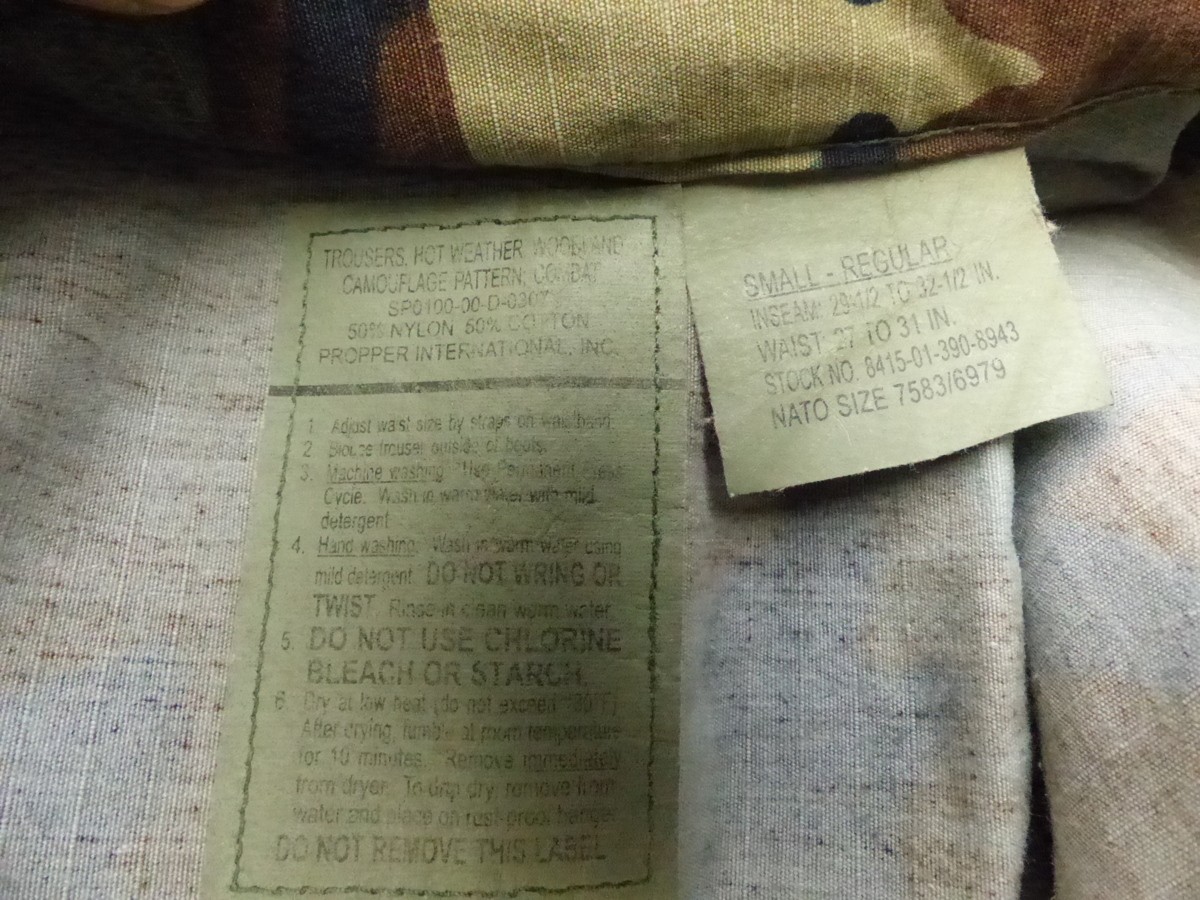 TROUSERS, HOT WEATHER WOODLAND
CAMOUFLAGE PATTERN, COMBAT
SP0100-00-D-0307
50% NYLON 50% COTTON
PROPPER INTERNATIONAL, INC.
1. Adjust waist size by straps on waistband.
2. Blouse trouser outside of boots.
3. Machine washing: Use Permanent Press
Cycle. Wash in warm water with mild
detergent
4. Hand washing: Wash in warm water using
mild detergent. DO NOT WRING OR
TWIST. Rinse in clean warm water.
5. DO NOT USE CHLORINE
BLEACH OR STARCH.
6. Dry at low heat (do not exceed
After drying, tumble at room temperature
for 10 minutes. Remove immediately
from dryer. To drip dry, remove from
water and place on rust-proof hanger.
DO NOT REMOVE THIS LABEL
SMALL - REGULAR
INSEAM: 29-1/2 TO 32-1/2 IN.
WAIST: 27 TO 31 IN.
STOCK NO. 8415-01-390-8943
NATO SIZE 7583/6979